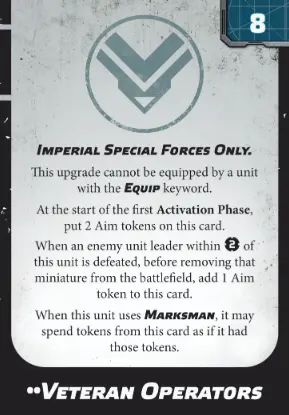 8
IMPERIAL SPECIAL FORCES ONLY.
This upgrade cannot be equipped by a unit
with the EQUIP keyword.
At the start of the first Activation Phase,
put 2 Aim tokens on this card.
When an enemy unit leader within 2 of
this unit is defeated, before removing that
miniature from the battlefield, add 1 Aim
token to this card.
When this unit uses MARKSMAN, it may
spend tokens from this card as if it had
those tokens.
••VETERAN OPERATORS